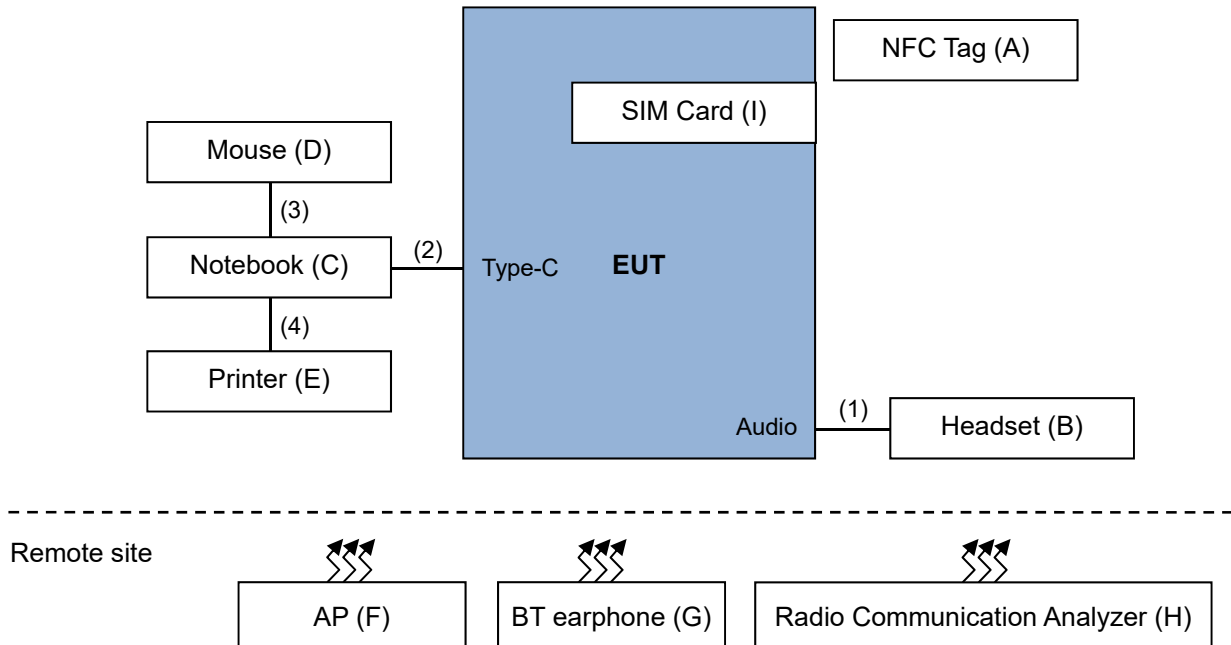 NFC Tag (A)
SIM Card (I)
Mouse (D)
(3)
Notebook (C)
(2)
Type-C
EUT
(4)
Printer (E)
Audio
(1)
Headset (B)
Remote site
AP (F)
BT earphone (G)
Radio Communication Analyzer (H)